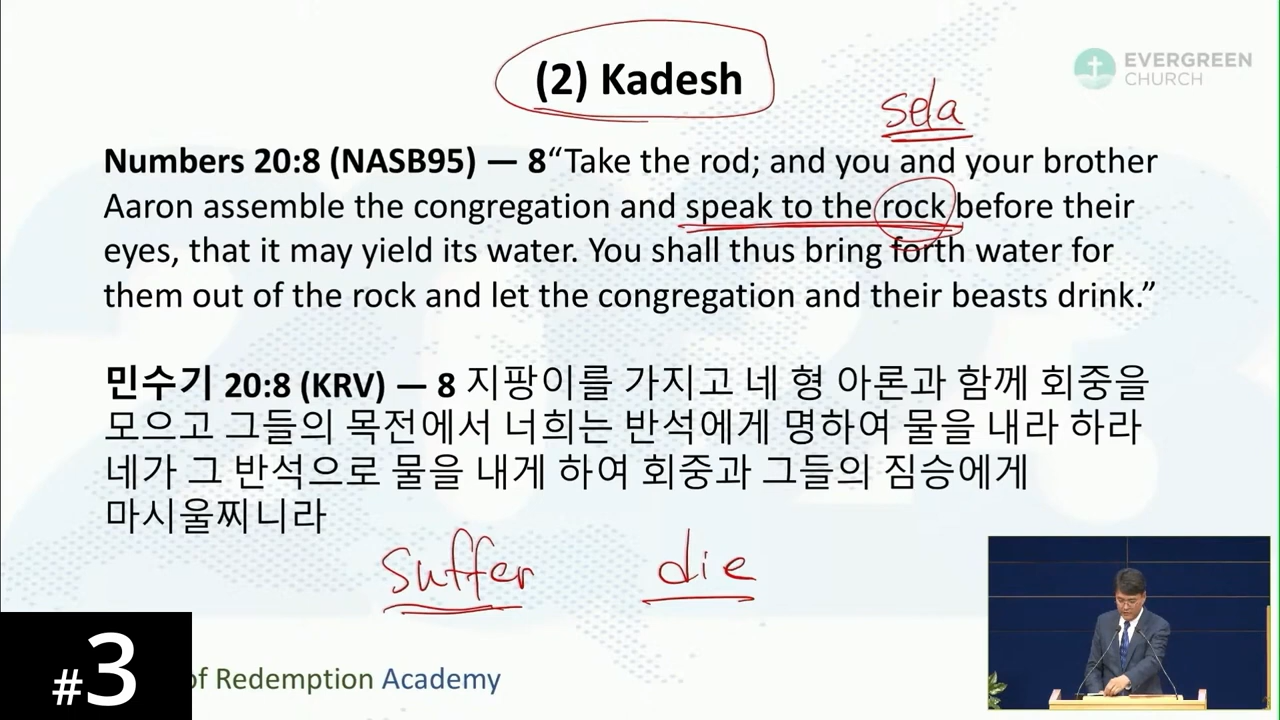 (2) Kadesh
EVERGREEN
CHURCH
sela
Numbers 20:8 (NASB95) — 8“Take the rod; and you and your brother
Aaron assemble the congregation and speak to the rock before their
eyes, that it may yield its water. You shall thus bring forth water for
them out of the rock and let the congregation and their beasts drink.”
민수기 20:8 (KRV) — 8 지팡이를 가지고 네 형 아론과 함께 회중을
모으고 그들의 목전에서 너희는 반석에게 명하여 물을 내라 하라
네가 그 반석으로 물을 내게 하여 회중과 그들의 짐승에게
마시울찌니라
suffer die
#3
of Redemption Academy